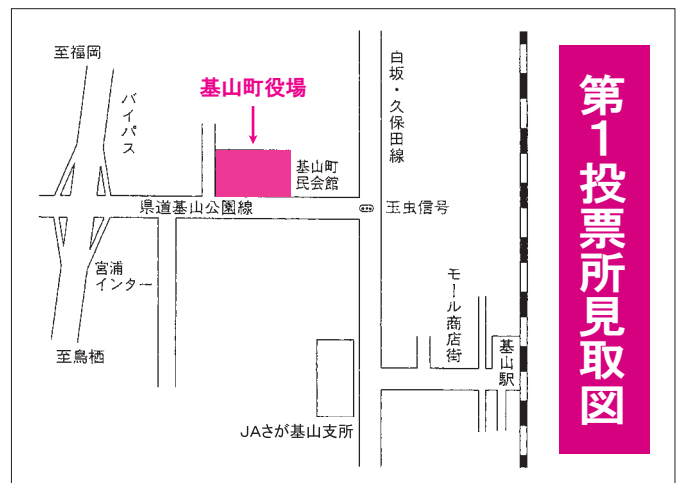 第1投票所見取図
至福岡
バイパス
基山町役場
基山町
民会館
白坂・久保田線
県道基山公園線
玉虫信号
宮浦
インター
至鳥栖
モール商店街
基山駅
JAさが基山支所